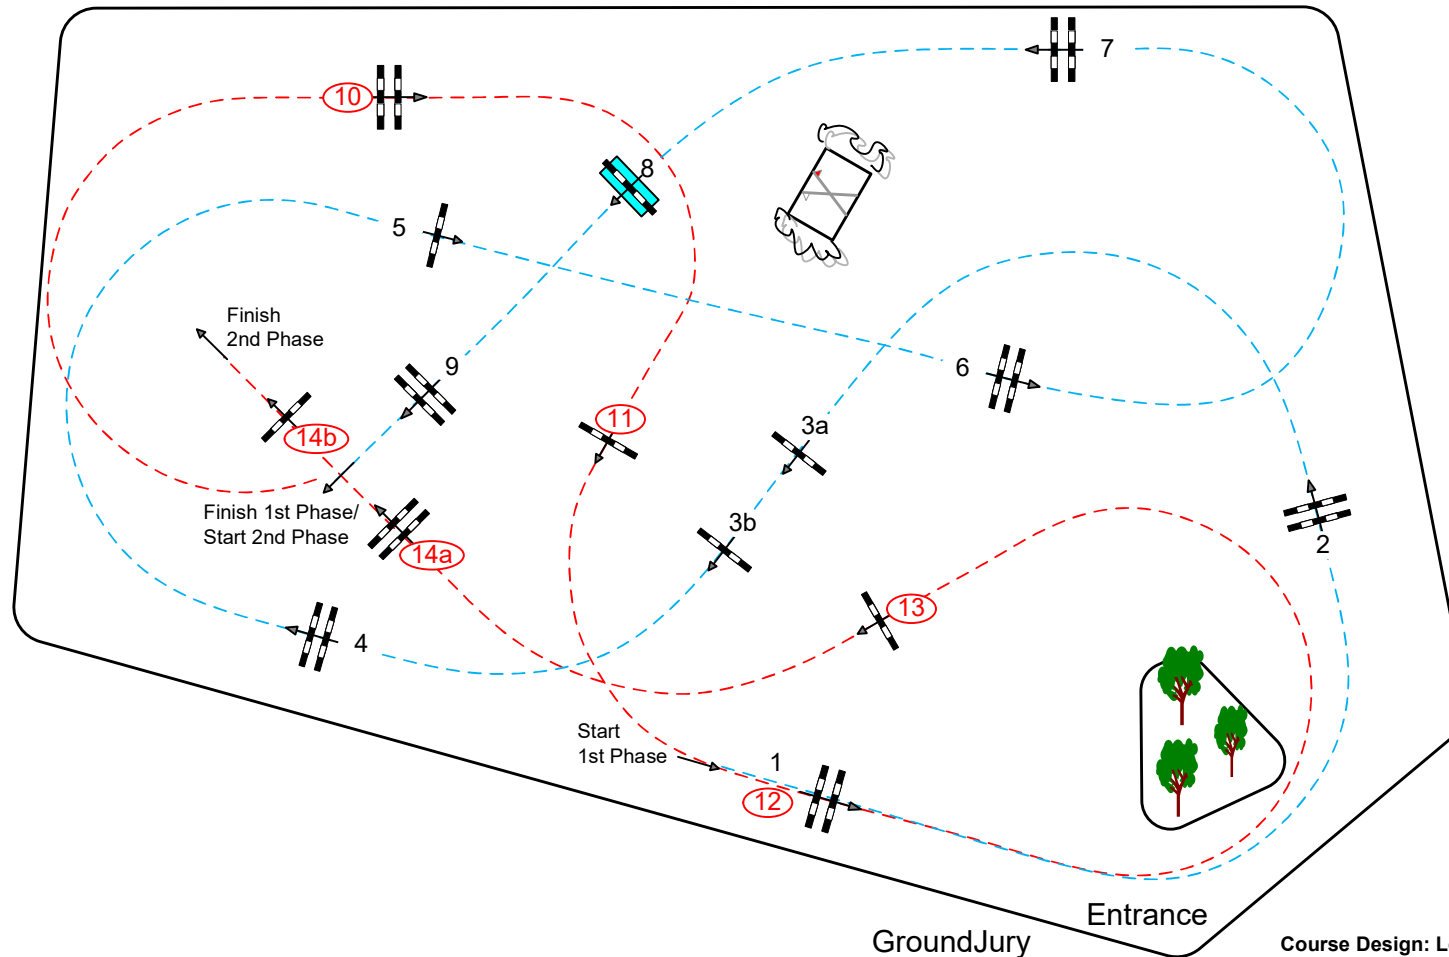 7
10
8
5
Finish
2nd Phase
9
6
11
3a
14b
Finish 1st Phase/
Start 2nd Phase
3b
2
14a
13
4
Start
1st Phase
1
12
Entrance
GroundJury
Course Design: